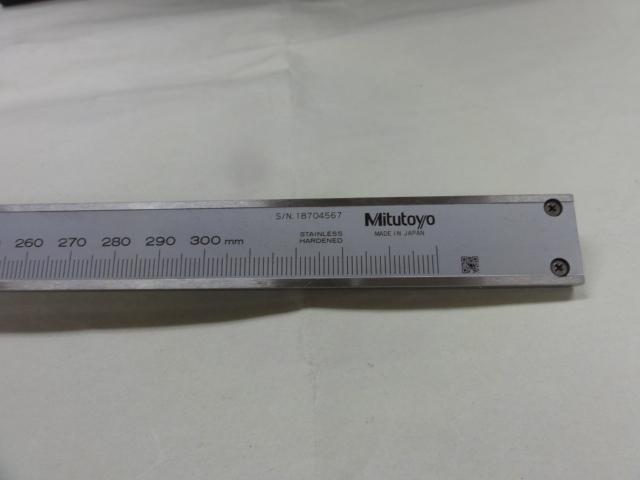 S/N. 18704567
Mitutoyo
MADE IN JAPAN
STAINLESS
HARDENED
260 270 280 290 300 mm